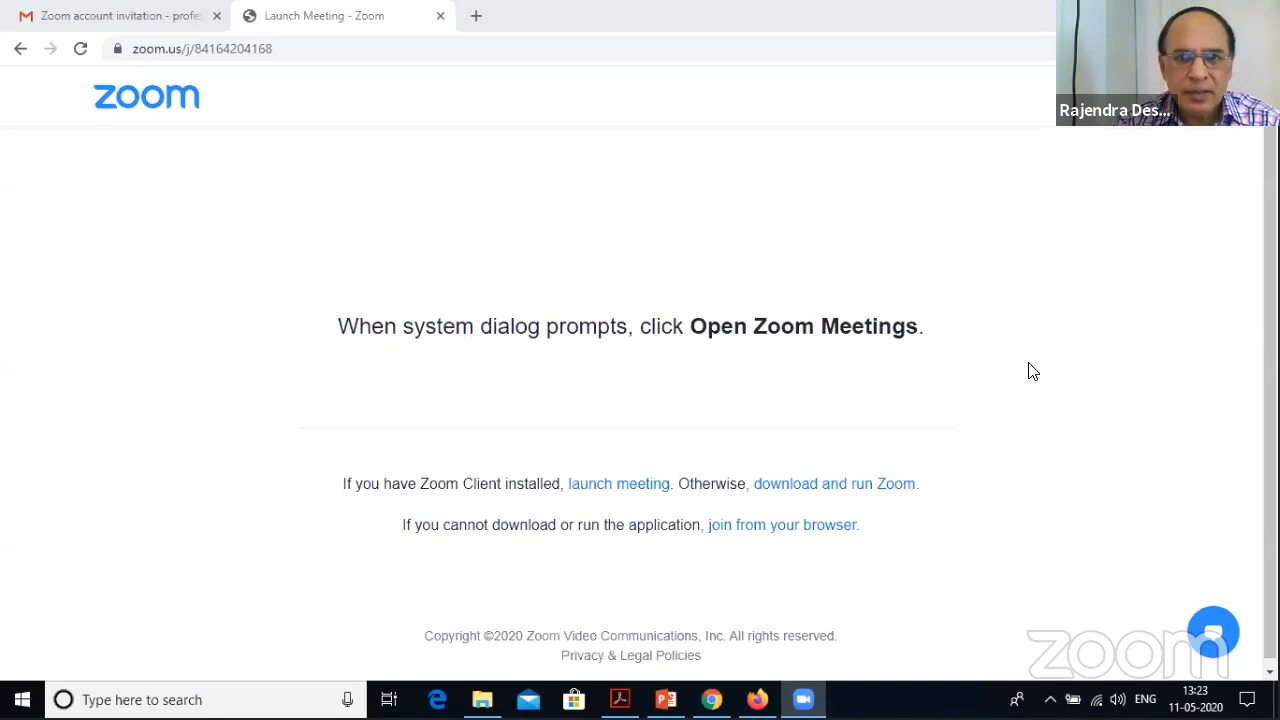 Zoom account invitation - profe
Launch Meeting - Zoom
zoom.us/j/84164204168
zoom
Rajendra Des...
When system dialog prompts, click Open Zoom Meetings.
If you have Zoom Client installed, launch meeting. Otherwise, download and run Zoom.
If you cannot download or run the application, join from your browser.
Copyright ©2020 Zoom Video Communications, Inc. All rights reserved.
Privacy & Legal Policies
zoom
Type here to search
ENG
13:23
11-05-2020